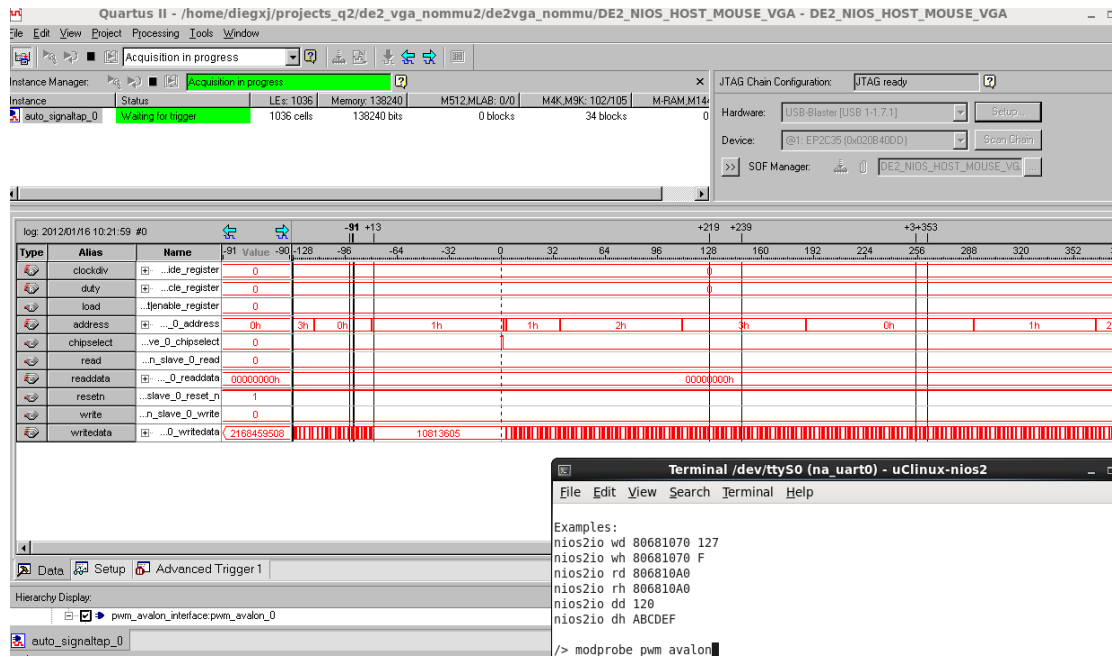 Quartus II - /home/diegxj/projects_q2/de2_vga_nommu2/de2vga_nommu/DE2_NIOS_HOST_MOUSE_VGA - DE2_NIOS_HOST_MOUSE_VGA
File Edit View Project Processing Tools Window
Acquisition in progress
Instance Manager: Acquisition in progress
Instance Status LEs: 1036 Memory: 138240 M512,MLAB: 0/0 M4K,M9K: 102/105 M-RAM,M144
auto_signaltap_0 Waiting for trigger 1036 cells 138240 bits 0 blocks 34 blocks 0
JTAG Chain Configuration: JTAG ready
Hardware: USB-Blaster [USB 1-1.7.1] Setup...
Device: @1: EP2C35 (0x020B40DD) Scan Chain
>> SOF Manager: DE2_NIOS_HOST_MOUSE_VG. ...
log: 2012/01/16 10:21:59 #0 -91 +13 +219 +239 +3+353
Type Alias Name -91 Value -90 -128 -96 -64 -32 0 32 64 96 128 160 192 224 256 288 320 352
clockdiv ...ide_register 0 0
duty ...cle_register 0 0
load ...t|enable_register 0
address ..._0_address 0h 3h 0h 1h 1h 2h 3h 0h 1h 2
chipselect ...ve_0_chipselect 0
read ...n_slave_0_read 0
readdata ..._0_readdata 00000000h 00000000h
resetn ...slave_0_reset_n 1
write ...n_slave_0_write 0
writedata ...0_writedata 2168459508 10813605
Data Setup Advanced Trigger 1
Hierarchy Display:
pwm_avalon_interface:pwm_avalon_0
auto_signaltap_0
Terminal /dev/ttyS0 (na_uart0) - uClinux-nios2
File Edit View Search Terminal Help
Examples:
nios2io wd 80681070 127
nios2io wh 80681070 F
nios2io rd 806810A0
nios2io rh 806810A0
nios2io dd 120
nios2io dh ABCDEF
/> modprobe pwm_avalon